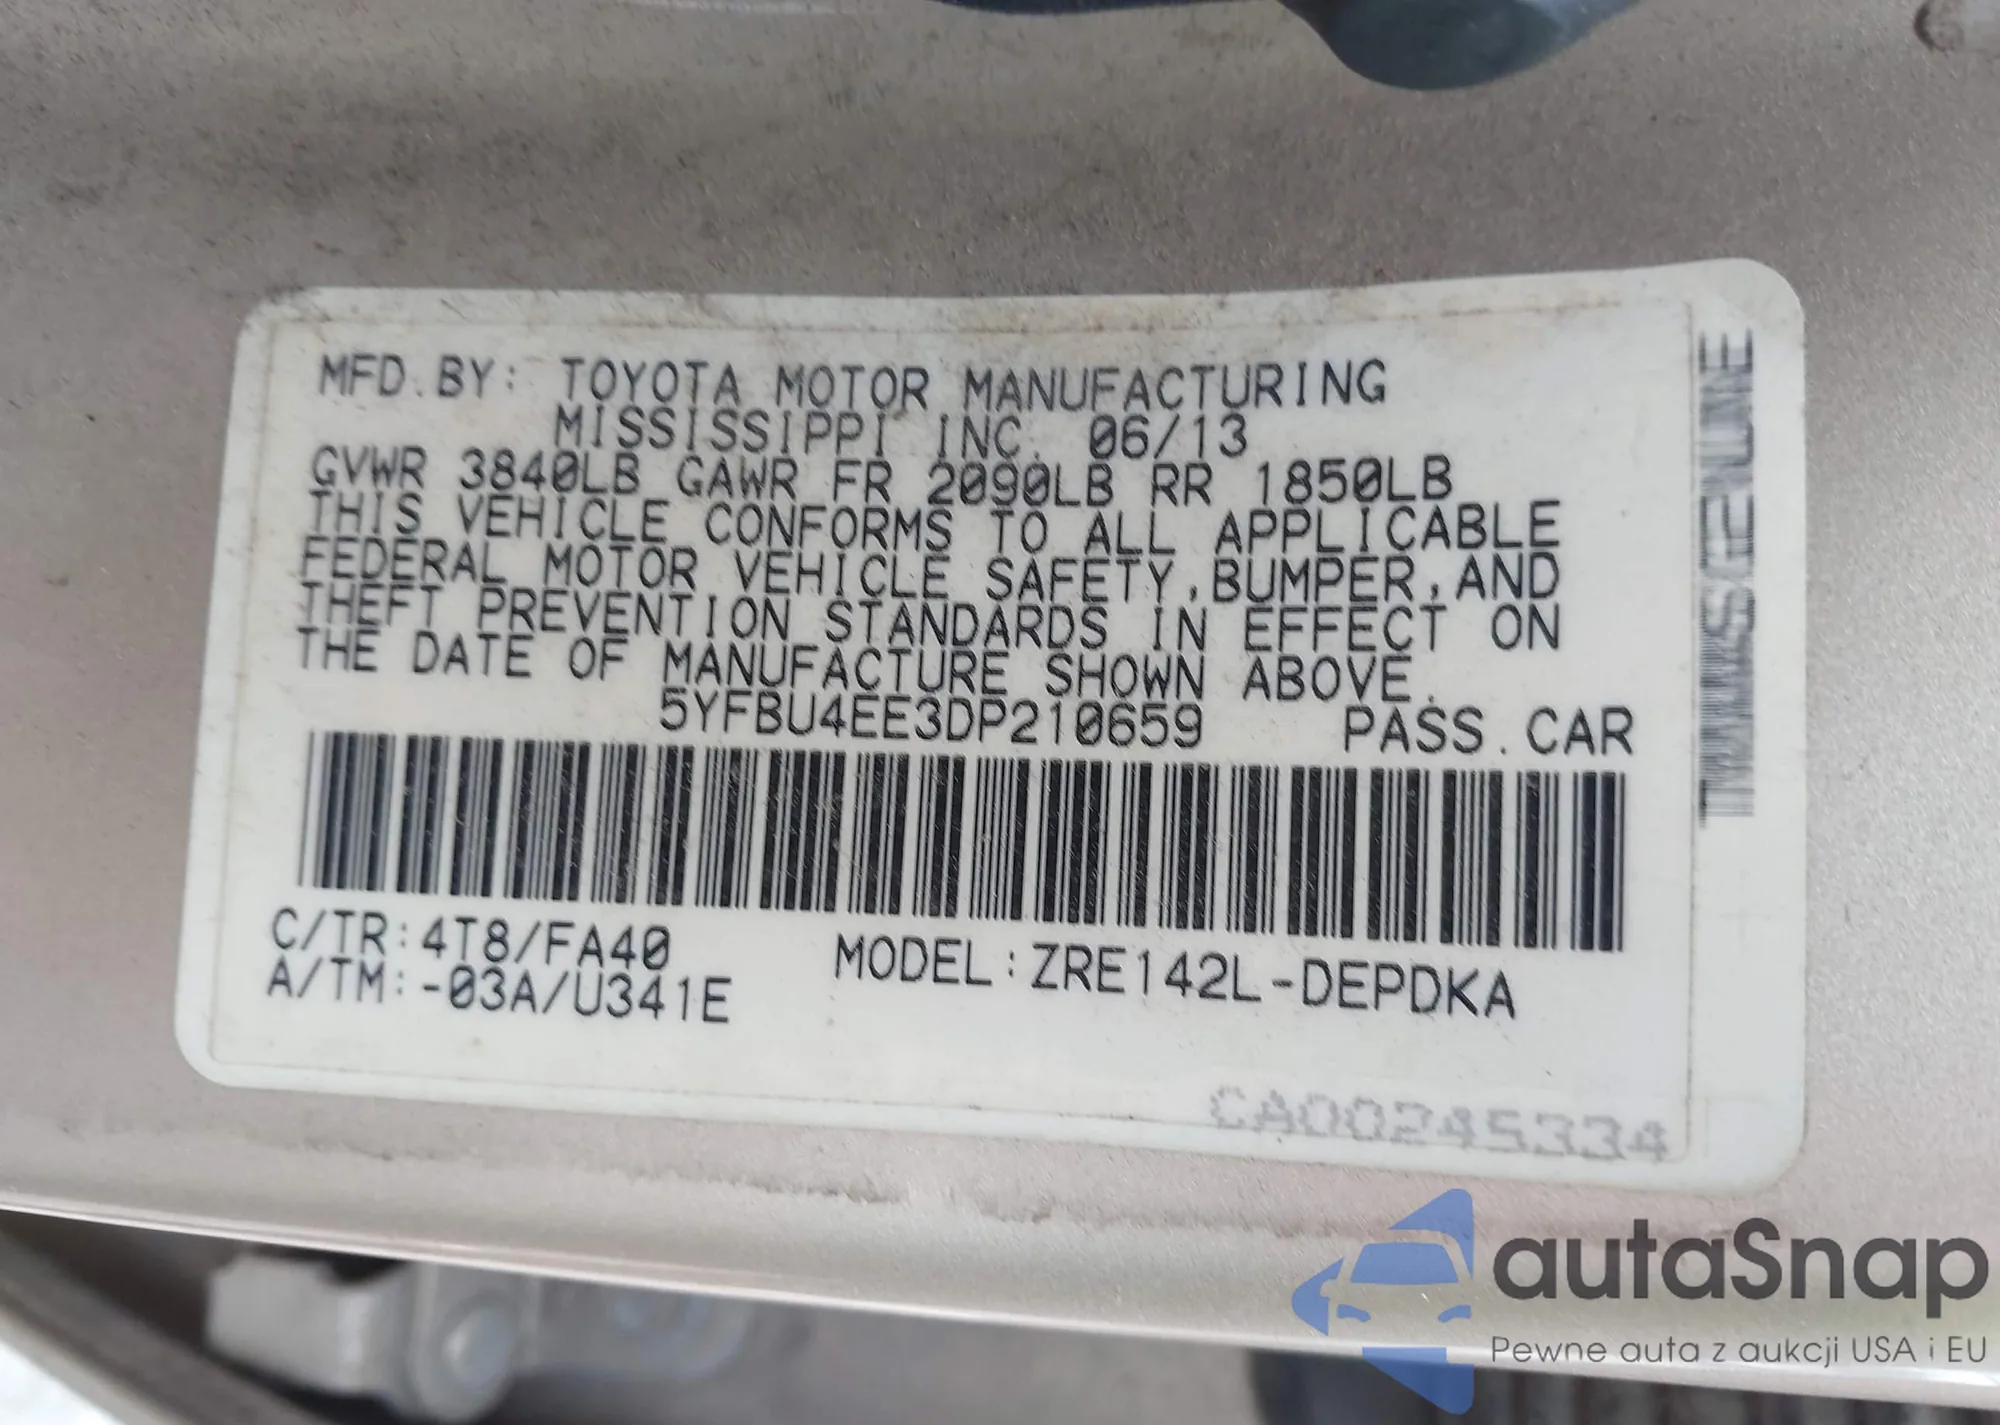 MFD.BY: TOYOTA MOTOR MANUFACTURING
MISSISSIPPI INC. 06/13
GVWR 3840LB GAWR FR 2090LB RR 1850LB
THIS VEHICLE CONFORMS TO ALL APPLICABLE
FEDERAL MOTOR VEHICLE SAFETY,BUMPER,AND
THEFT PREVENTION STANDARDS IN EFFECT ON
THE DATE OF MANUFACTURE SHOWN ABOVE.
5YFBU4EE3DP210659 PASS.CAR
C/TR:4T8/FA40
A/TM:-03A/U341E
MODEL:ZRE142L-DEPDKA
CA00245334
autaSnap
Pewne auta z aukcji USA i EU